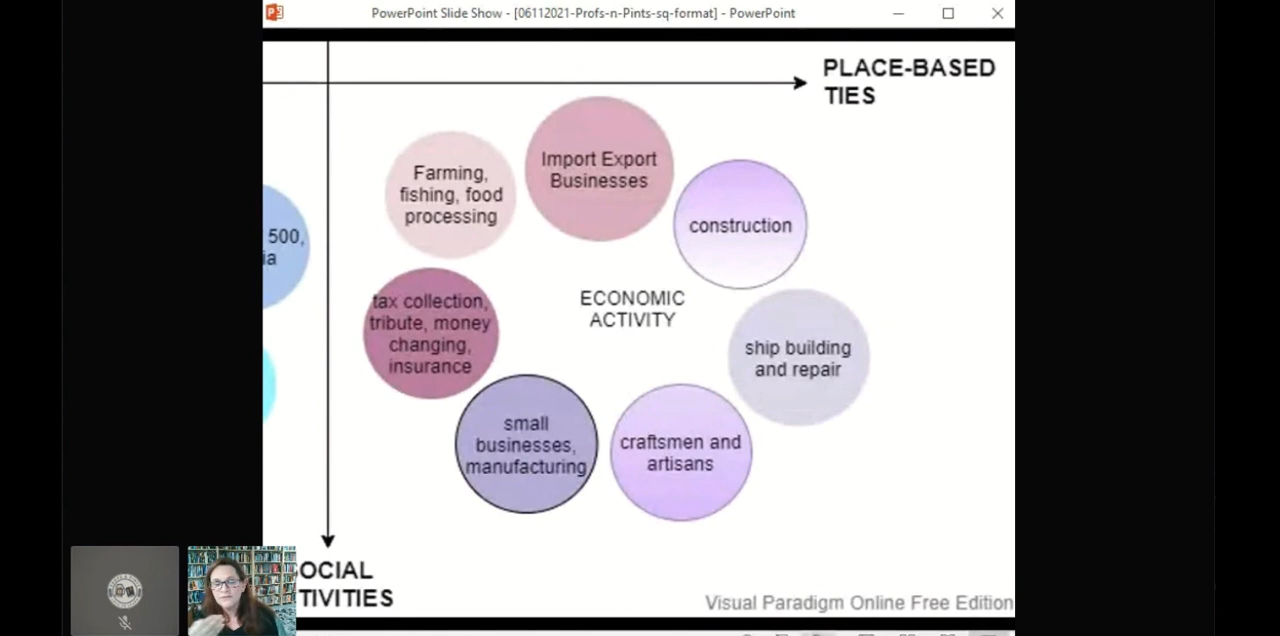 PowerPoint Slide Show - [06112021-Profs-n-Pints-sq-format] - PowerPoint
PLACE-BASED
TIES
Import Export
Businesses
Farming,
fishing, food
processing
construction
500,
ia
ECONOMIC
ACTIVITY
tax collection,
tribute, money
changing,
insurance
ship building
and repair
small
businesses,
manufacturing
craftsmen and
artisans
OCIAL
TIVITIES
Visual Paradigm Online Free Edition